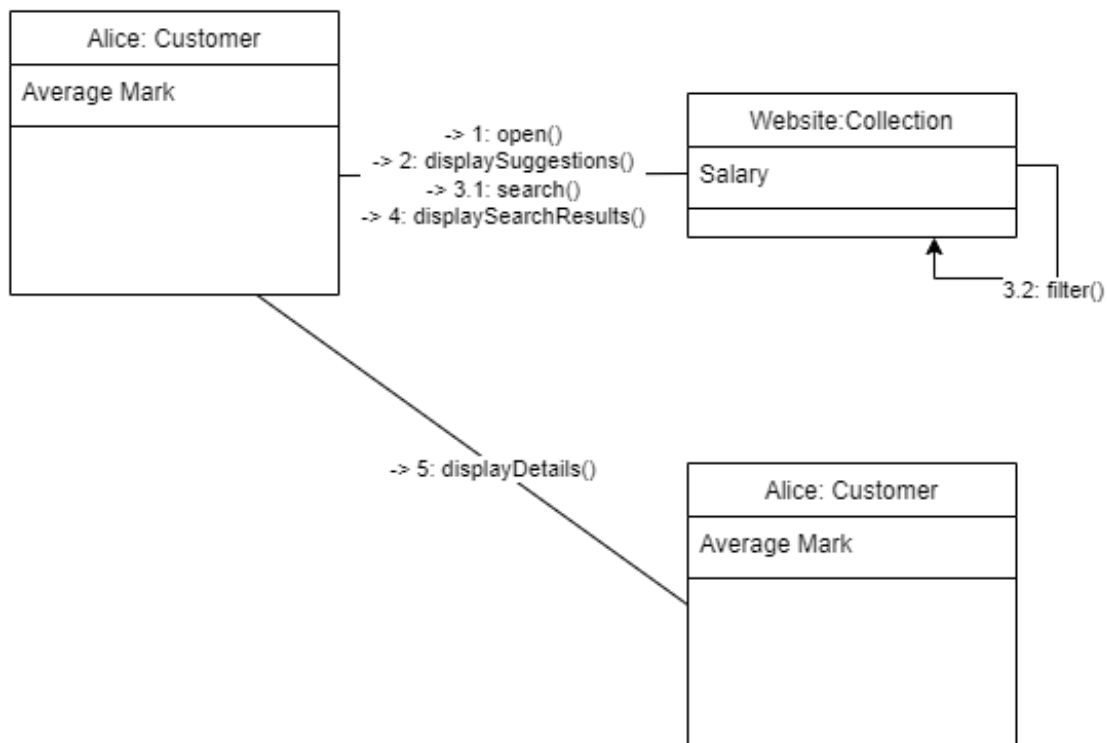 Alice: Customer
Average Mark
-> 1: open()
-> 2: displaySuggestions()
-> 3.1: search()
-> 4: displaySearchResults()
Website:Collection
Salary
3.2: filter()
-> 5: displayDetails()
Alice: Customer
Average Mark